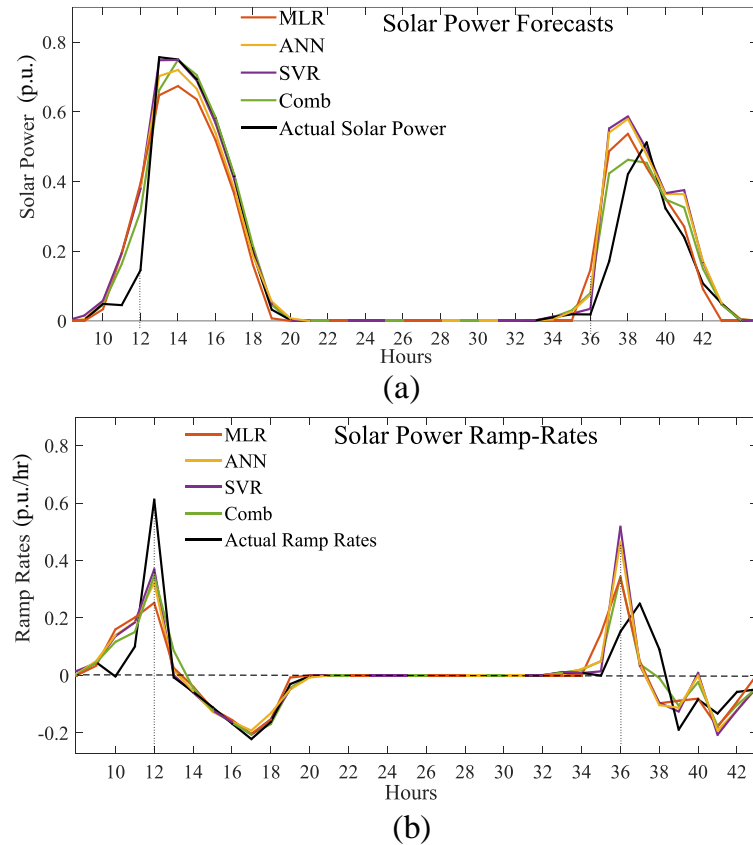 Solar Power Forecasts
MLR
ANN
SVR
Comb
Actual Solar Power
Solar Power (p.u.)
0.8
0.6
0.4
0.2
0
10 12 14 16 18 20 22 24 26 28 30 32 34 36 38 40 42
Hours
(a)
Solar Power Ramp-Rates
MLR
ANN
SVR
Comb
Actual Ramp Rates
Ramp Rates (p.u./hr)
0.8
0.6
0.4
0.2
0
-0.2
10 12 14 16 18 20 22 24 26 28 30 32 34 36 38 40 42
Hours
(b)